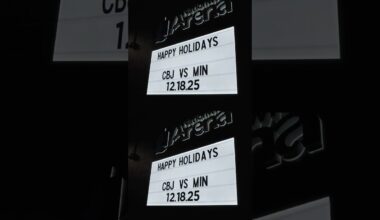 Arena
HAPPY HOLIDAYS
CBJ VS MIN
12.18.25
Arena
HAPPY HOLIDAYS
CBJ VS MIN
12.18.25